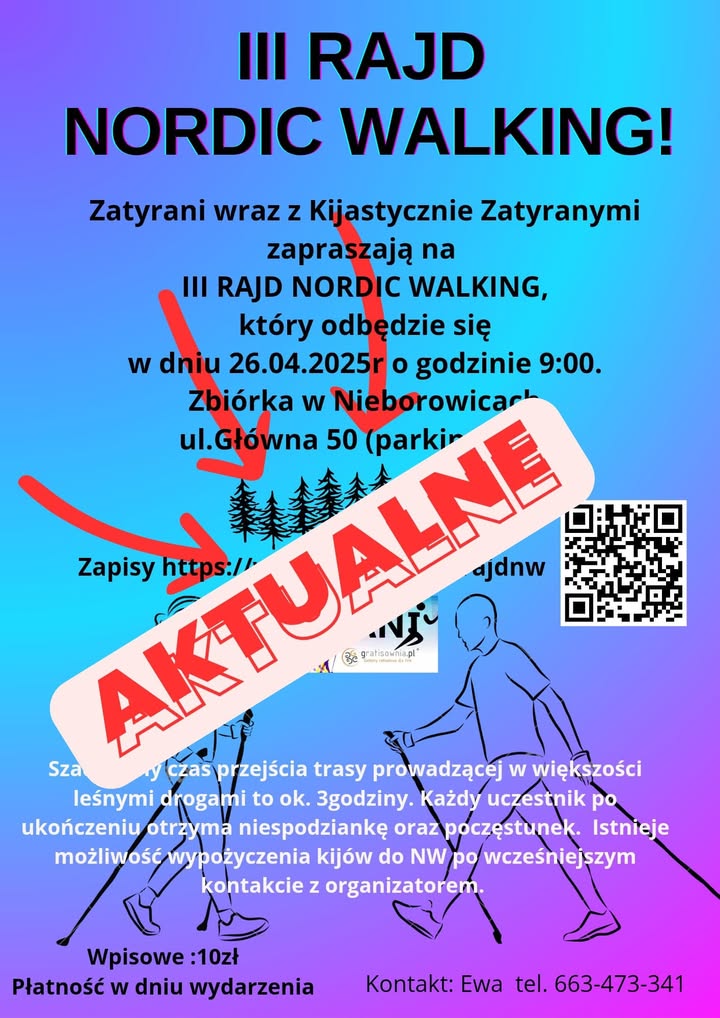 III RAJD
NORDIC WALKING!
Zatyrani wraz z Kijastycznie Zatyranymi
zapraszają na
III RAJD NORDIC WALKING,
który odbędzie się
w dniu 26.04.2025r o godzinie 9:00.
Zbiórka w Nieborowicach
ul.Główna 50
AKTUALNE
Zapisy https://
gratisownia.pl
czas przejścia trasy prowadzącej w większości
leśnymi drogami to ok. 3godziny. Każdy uczestnik po
ukończeniu otrzyma niespodziankę oraz poczęstunek. Istnieje
możliwość wypożyczenia kijów do NW po wcześniejszym
kontakcie z organizatorem.
Wpisowe :10zł
Płatność w dniu wydarzenia
Kontakt: Ewa tel. 663-473-341